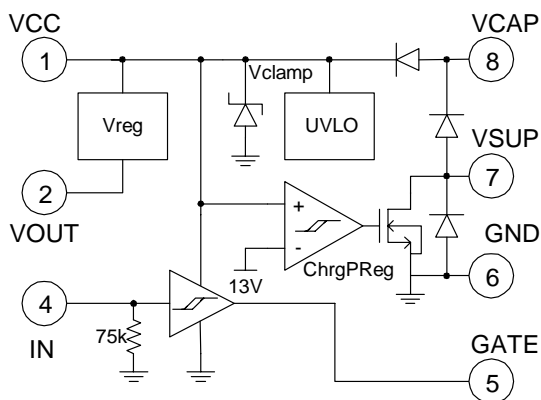 VCC
1
VCAP
8
Vclamp
Vreg
UVLO
VSUP
7
2
VOUT
+
-
ChrgPReg
13V
GND
6
4
IN
75k
GATE
5